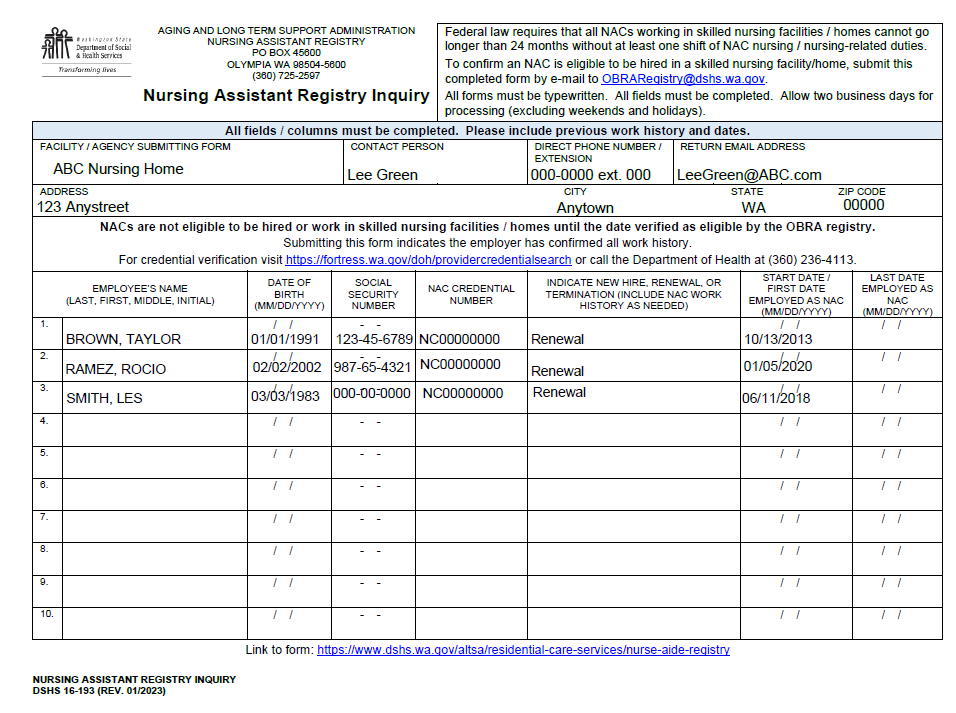 Washington State
Department of Social
& Health Services
Transforming lives
AGING AND LONG TERM SUPPORT ADMINISTRATION
NURSING ASSISTANT REGISTRY
PO BOX 45600
OLYMPIA WA 98504-5600
(360) 725-2597
Nursing Assistant Registry Inquiry
Federal law requires that all NACs working in skilled nursing facilities / homes cannot go
longer than 24 months without at least one shift of NAC nursing / nursing-related duties.
To confirm an NAC is eligible to be hired in a skilled nursing facility/home, submit this
completed form by e-mail to OBRARegistry@dshs.wa.gov.
All forms must be typewritten. All fields must be completed. Allow two business days for
processing (excluding weekends and holidays).
All fields / columns must be completed. Please include previous work history and dates.
FACILITY / AGENCY SUBMITTING FORM
ABC Nursing Home
CONTACT PERSON
Lee Green
DIRECT PHONE NUMBER /
EXTENSION
000-0000 ext. 000
RETURN EMAIL ADDRESS
LeeGreen@ABC.com
ADDRESS CITY STATE ZIP CODE
123 Anystreet Anytown WA 00000
NACs are not eligible to be hired or work in skilled nursing facilities / homes until the date verified as eligible by the OBRA registry.
Submitting this form indicates the employer has confirmed all work history.
For credential verification visit https://fortress.wa.gov/doh/providercredentialsearch or call the Department of Health at (360) 236-4113.
EMPLOYEE'S NAME
(LAST, FIRST, MIDDLE, INITIAL)
DATE OF
BIRTH
(MM/DD/YYYY)
SOCIAL
SECURITY
NUMBER
NAC CREDENTIAL
NUMBER
INDICATE NEW HIRE, RENEWAL, OR
TERMINATION (INCLUDE NAC WORK
HISTORY AS NEEDED)
START DATE /
FIRST DATE
EMPLOYED AS NAC
(MM/DD/YYYY)
LAST DATE
EMPLOYED AS
NAC
(MM/DD/YYYY)
1. / / - - / / / /
BROWN, TAYLOR 01/01/1991 123-45-6789 NC00000000 Renewal 10/13/2013
2. / / - - / / / /
RAMEZ, ROCIO 02/02/2002 987-65-4321 NC00000000 Renewal 01/05/2020
3. / / - - / / / /
SMITH, LES 03/03/1983 000-00-0000 NC00000000 Renewal 06/11/2018
4. / / - - / / / /
5. / / - - / / / /
6. / / - - / / / /
7. / / - - / / / /
8. / / - - / / / /
9. / / - - / / / /
10. / / - - / / / /
Link to form: https://www.dshs.wa.gov/altsa/residential-care-services/nurse-aide-registry
NURSING ASSISTANT REGISTRY INQUIRY
DSHS 16-193 (REV. 01/2023)